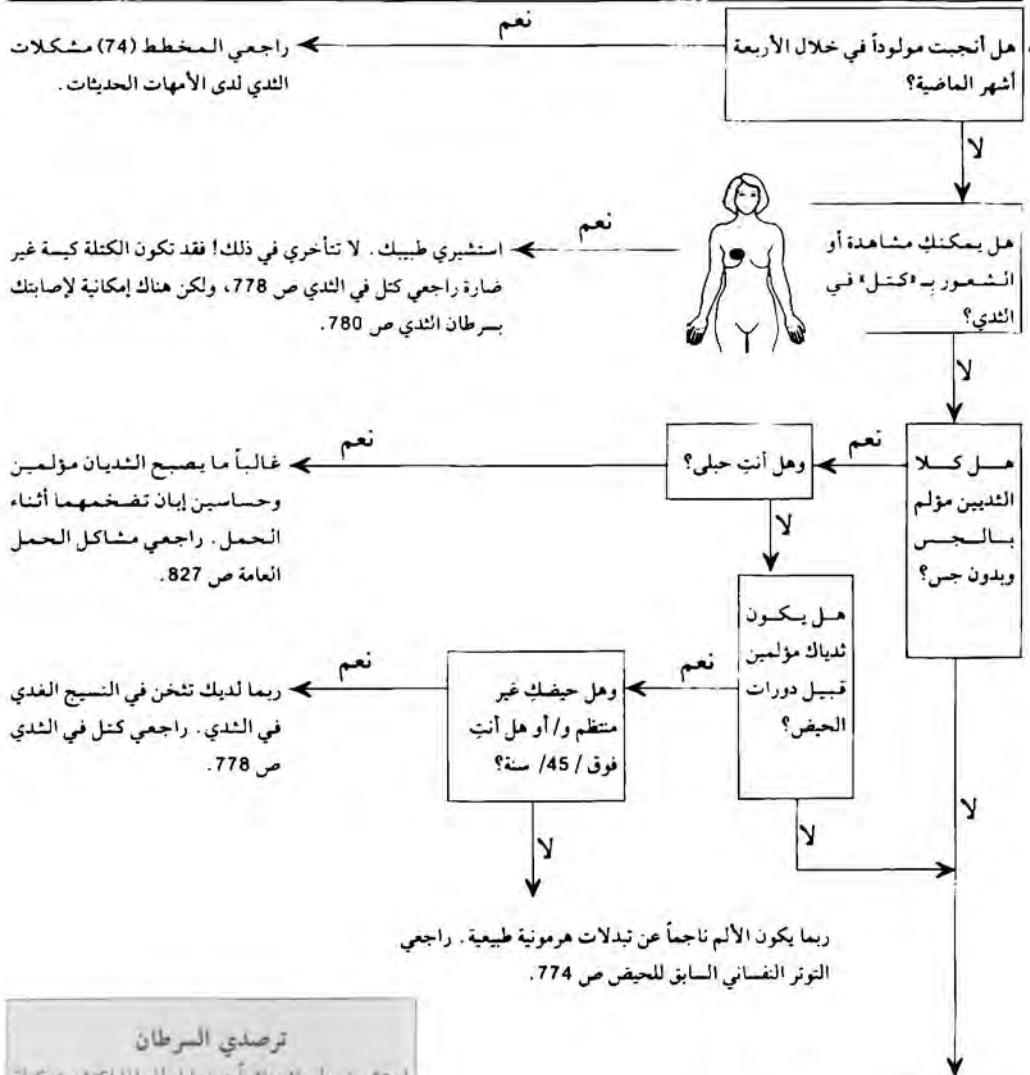 هل أنجبت مولوداً في خلال الأربعة
أشهر الماضية؟
نعم
راجعي المخطط (74) مشكلات
الثدي لدى الأمهات الحديثات.
لا
هل يمكنكِ مشاهدة أو
الشعور بـ «كتل» في
الثدي؟
نعم
استشيري طبيبك. لا تتأخري في ذلك! فقد تكون الكتلة كيسة غير
ضارة راجعي كتل في الثدي ص 778، ولكن هناك إمكانية لإصابتك
بسرطان الثدي ص 780.
لا
هل كلا
الثديين مؤلم
بالجس
وبدون جس؟
نعم
وهل أنتِ حبلى؟
نعم
غالباً ما يصبح الثديان مؤلمين
وحساسين إبان تضخمهما أثناء
الحمل. راجعي مشاكل الحمل
العامة ص 827.
لا
هل يكون
ثدياك مؤلمين
قبيل دورات
الحيض؟
نعم
وهل حيضكِ غير
منتظم و/أو هل أنتِ
فوق /45/ سنة؟
نعم
ربما لديك تثخن في النسيج الغدي
في الثدي. راجعي كتل في الثدي
ص 778.
لا
لا
لا
ربما يكون الألم ناجماً عن تبدلات هرمونية طبيعية. راجعي
التوتر النفساني السابق للحيض ص 774.
ترصدي السرطان